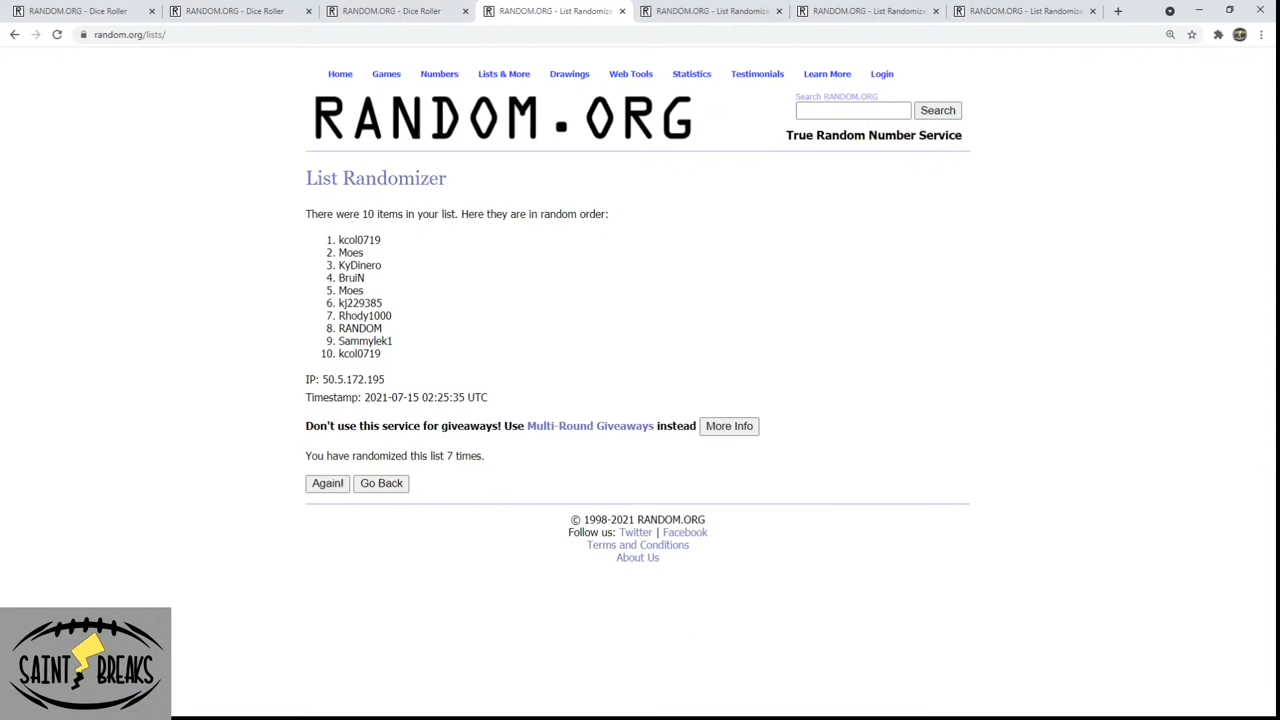 RANDOM.ORG - Dice Roller
RANDOM.ORG - Dice Roller
RANDOM.ORG - Dice Roller
RANDOM.ORG - List Randomizer
RANDOM.ORG - List Randomize
RANDOM.ORG - List Randomize
RANDOM.ORG - List Randomize
random.org/lists/
Home Games Numbers Lists & More Drawings Web Tools Statistics Testimonials Learn More Login
RANDOM.ORG
Search RANDOM.ORG
Search
True Random Number Service
List Randomizer
There were 10 items in your list. Here they are in random order:
1. kcol0719
2. Moes
3. KyDinero
4. BruiN
5. Moes
6. kj229385
7. Rhody1000
8. RANDOM
9. Sammylek1
10. kcol0719
IP: 50.5.172.195
Timestamp: 2021-07-15 02:25:35 UTC
Don't use this service for giveaways! Use Multi-Round Giveaways instead More Info
You have randomized this list 7 times.
Again! Go Back
© 1998-2021 RANDOM.ORG
Follow us: Twitter | Facebook
Terms and Conditions
About Us
SAINT BREAKS